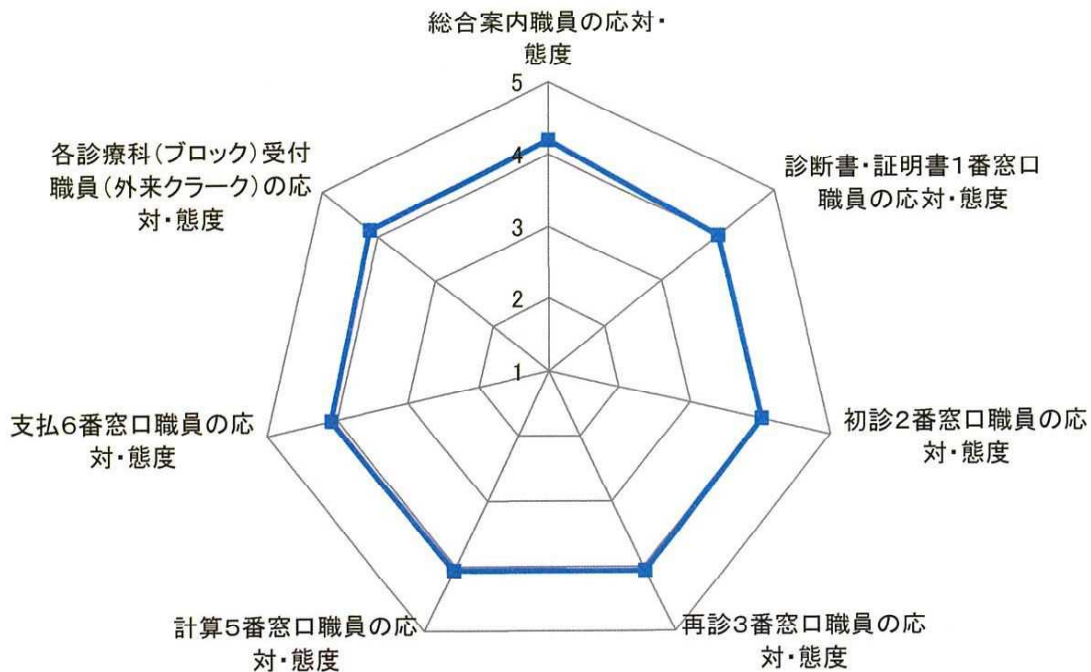 総合案内職員の応対・
態度
5
4
3
2
1
診断書・証明書1番窓口
職員の応対・態度
初診2番窓口職員の応
対・態度
再診3番窓口職員の応
対・態度
計算5番窓口職員の応
対・態度
支払6番窓口職員の応
対・態度
各診療科(ブロック)受付
職員(外来クラーク)の応
対・態度